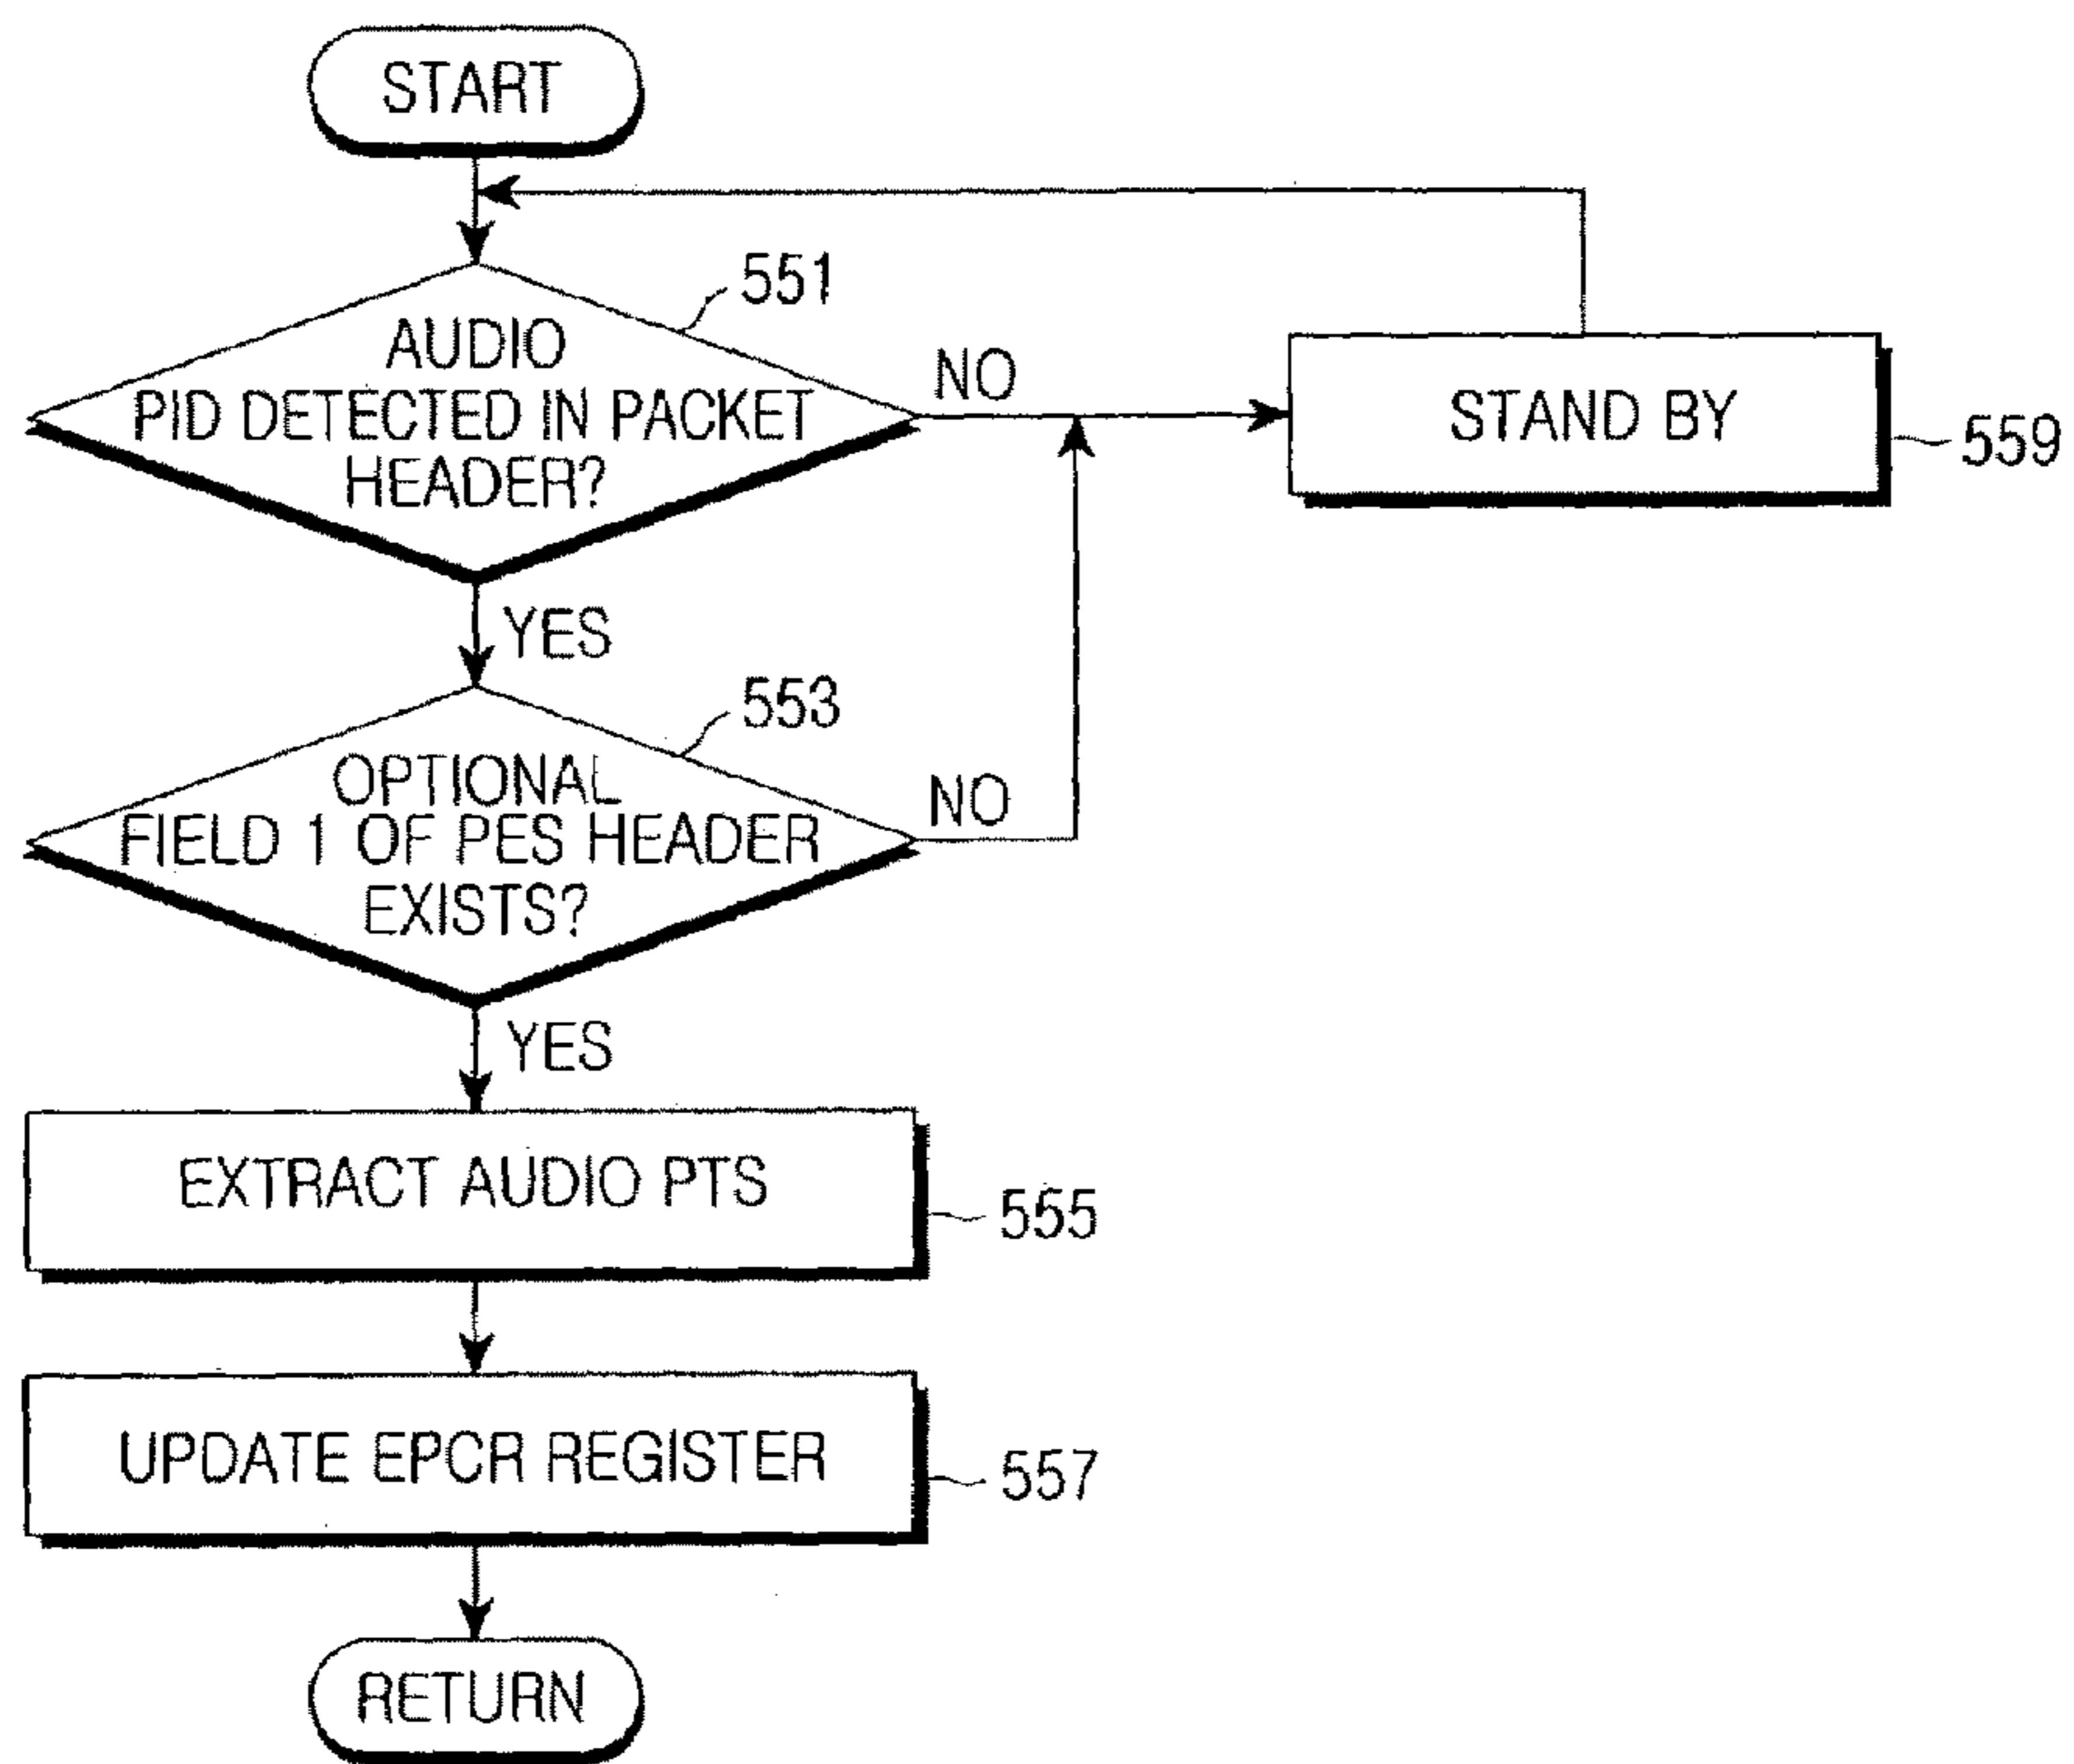 START
551
AUDIO
PID DETECTED IN PACKET
HEADER?
NO
STAND BY
559
YES
553
OPTIONAL
FIELD 1 OF PES HEADER
EXISTS?
NO
YES
EXTRACT AUDIO PTS
555
UPDATE EPCR REGISTER
557
RETURN